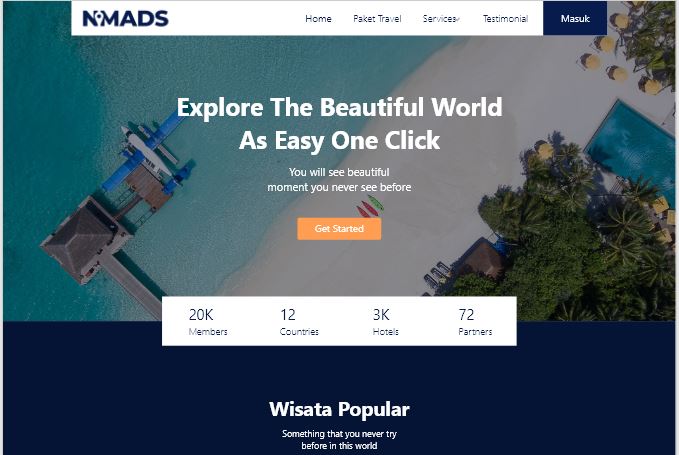 NOMADS
Home Paket Travel Services Testimonial Masuk
Explore The Beautiful World
As Easy One Click
You will see beautiful
moment you never see before
Get Started
20K 12 3K 72
Members Countries Hotels Partners
Wisata Popular
Something that you never try
before in this world